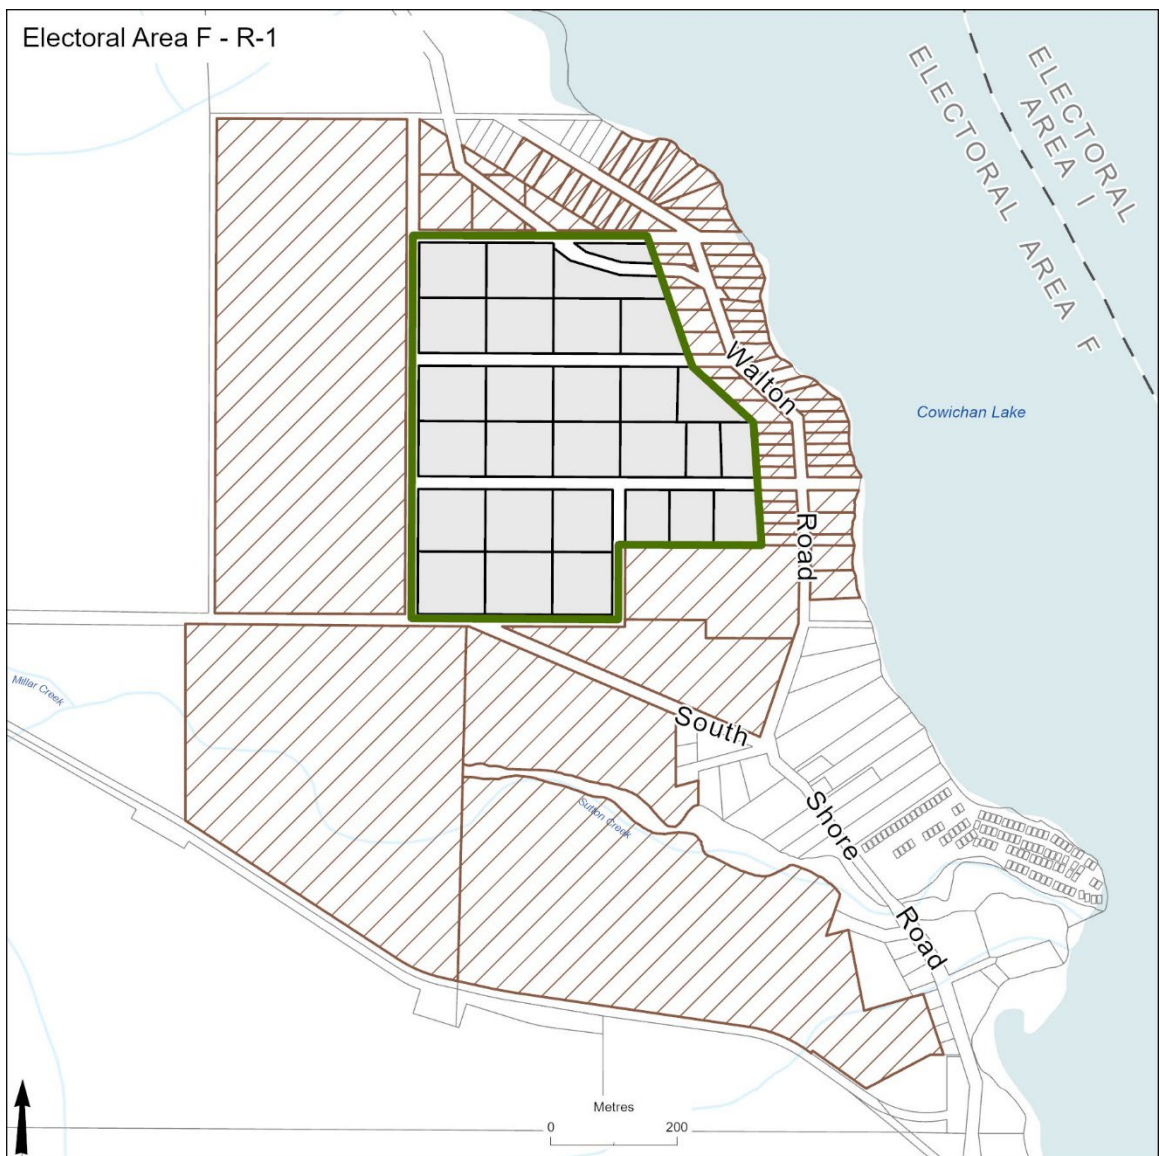 Electoral Area F - R-1
ELECTORAL
AREA I
ELECTORAL AREA F
Walton
Road
Cowichan Lake
Millar Creek
South
Shore
Road
Sutton Creek
Metres
0 200